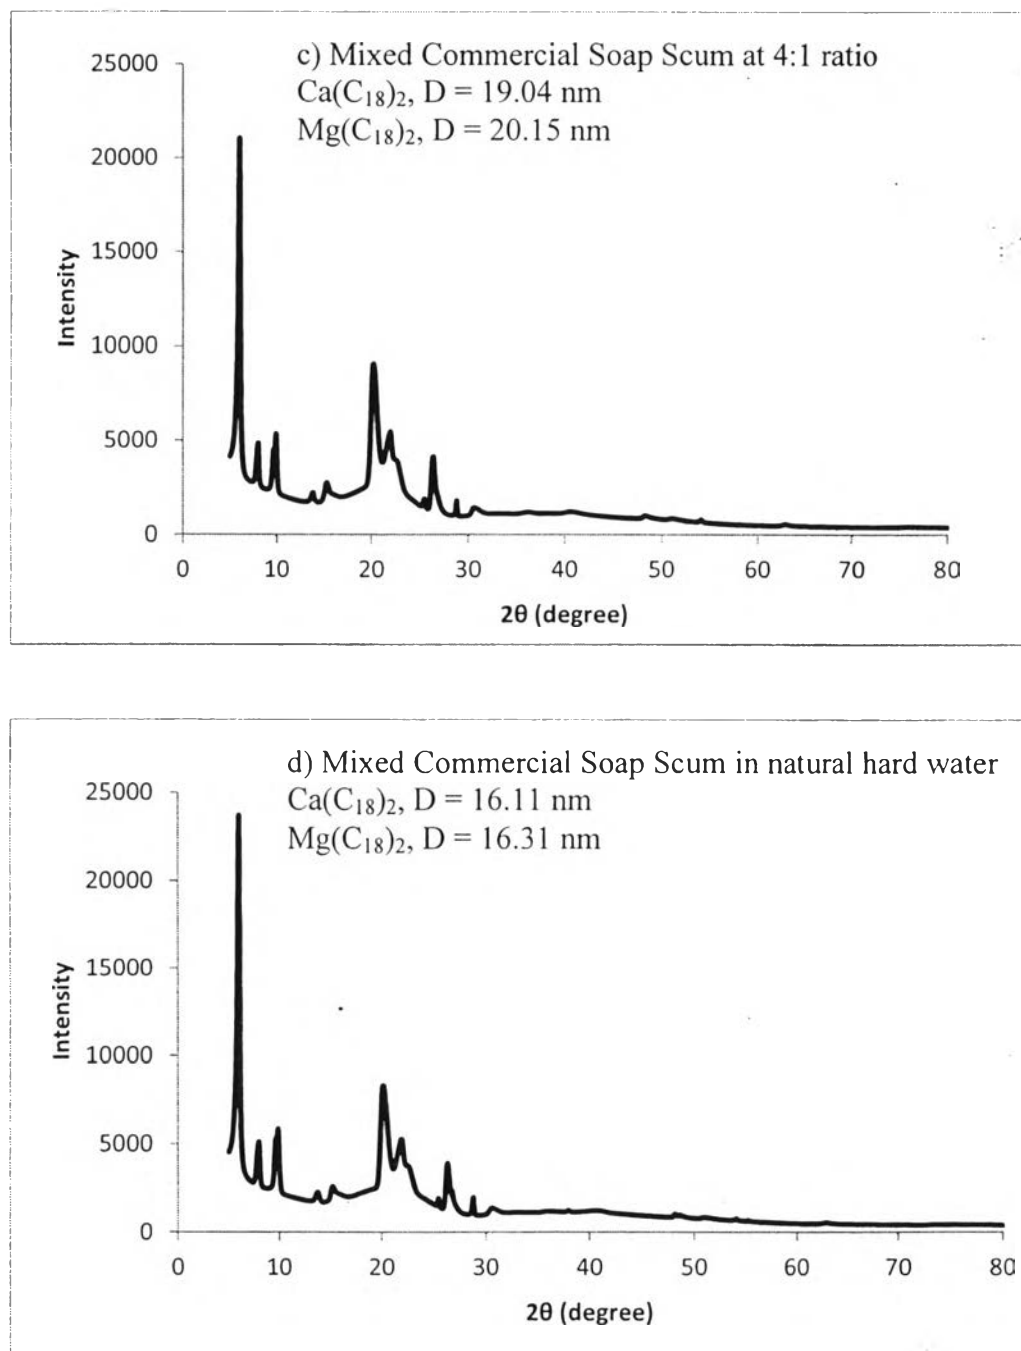 c) Mixed Commercial Soap Scum at 4:1 ratio
Ca(C₁₈)₂, D = 19.04 nm
Mg(C₁₈)₂, D = 20.15 nm
25000
20000
15000
10000
5000
0
Intensity
0 10 20 30 40 50 60 70 80
2θ (degree)
d) Mixed Commercial Soap Scum in natural hard water
Ca(C₁₈)₂, D = 16.11 nm
Mg(C₁₈)₂, D = 16.31 nm
25000
20000
15000
10000
5000
0
Intensity
0 10 20 30 40 50 60 70 80
2θ (degree)